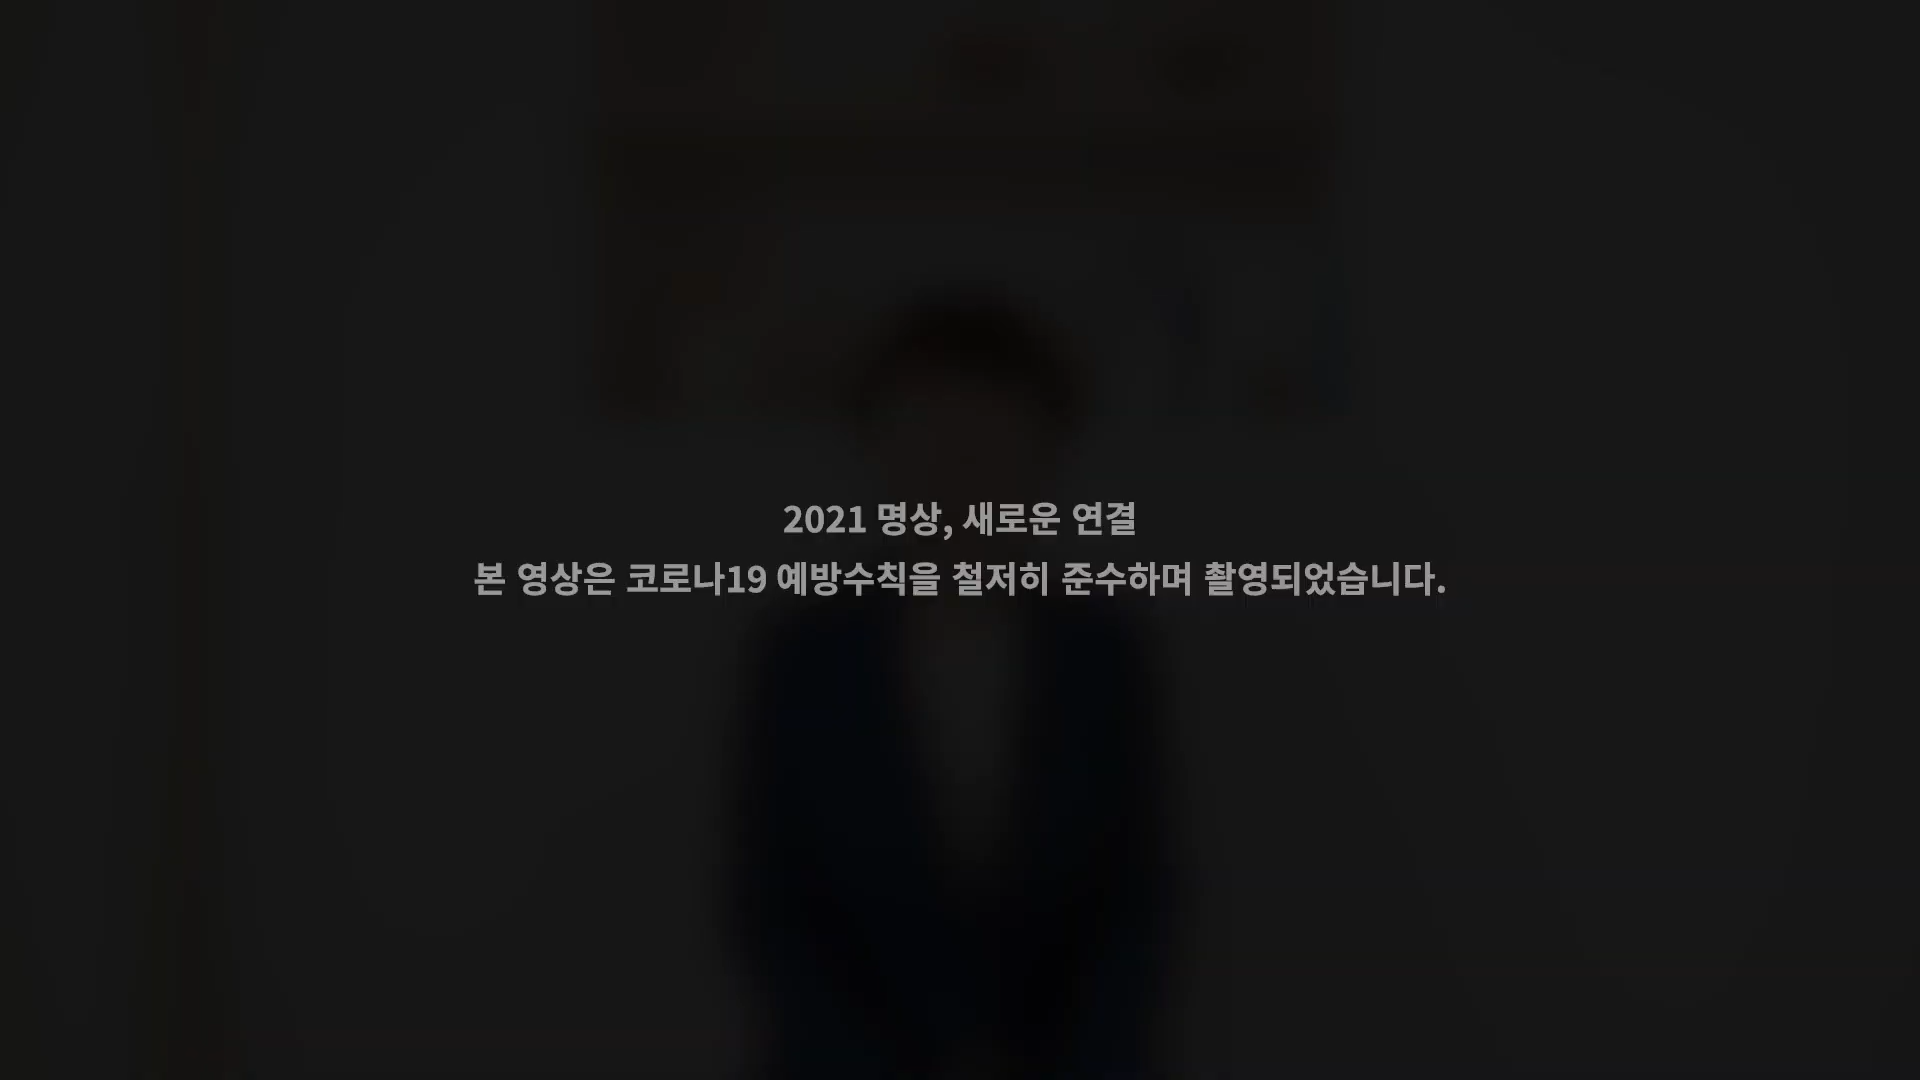 2021 명상, 새로운 연결
본 영상은 코로나19 예방수칙을 철저히 준수하며 촬영되었습니다.